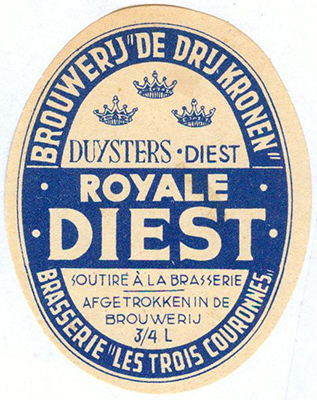 BROUWERIJ "DE DRIJ KRONEN"
DUYSTERS · DIEST
ROYALE
· DIEST ·
SOUTIRÉ À LA BRASSERIE
AFGETROKKEN IN DE
BROUWERIJ
3/4 L
BRASSERIE "LES TROIS COURONNES"